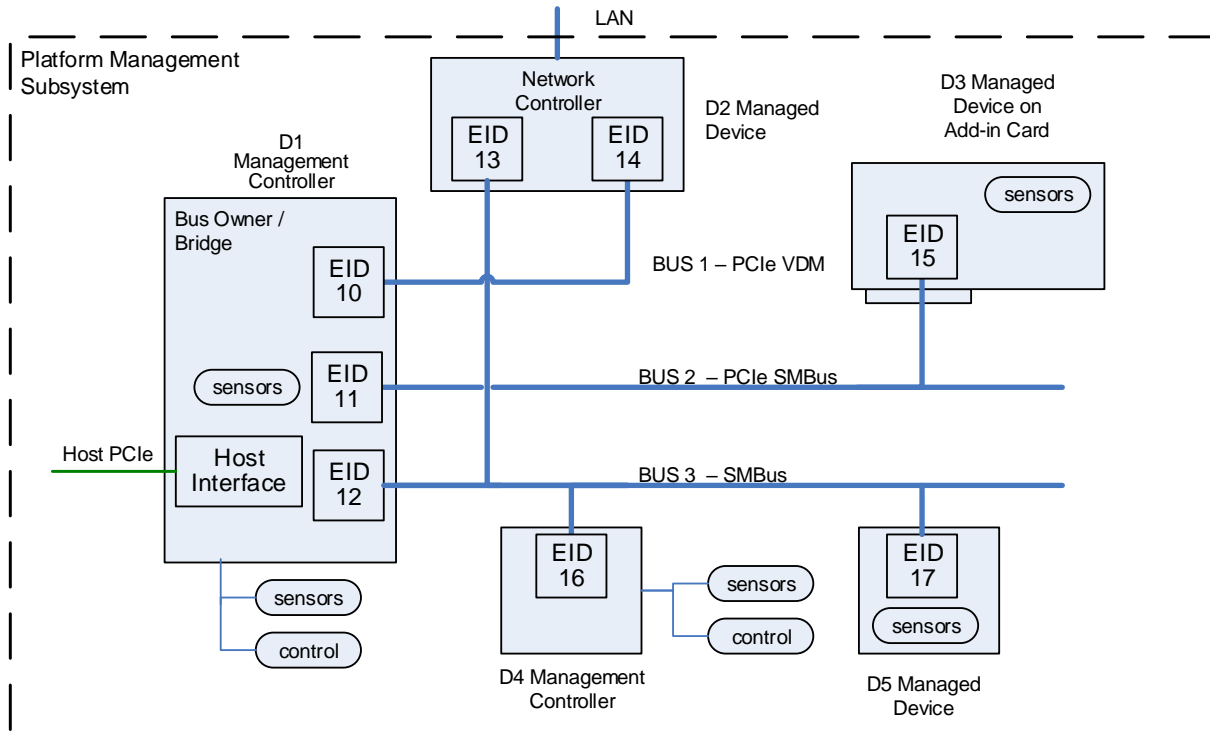 LAN
Platform Management
Subsystem
Network
Controller
EID
13
EID
14
D2 Managed
Device
D3 Managed
Device on
Add-in Card
sensors
EID
15
D1
Management
Controller
Bus Owner /
Bridge
EID
10
BUS 1 – PCIe VDM
sensors
EID
11
BUS 2 – PCIe SMBus
Host PCIe
Host
Interface
EID
12
BUS 3 – SMBus
sensors
control
EID
16
sensors
control
D4 Management
Controller
EID
17
sensors
D5 Managed
Device